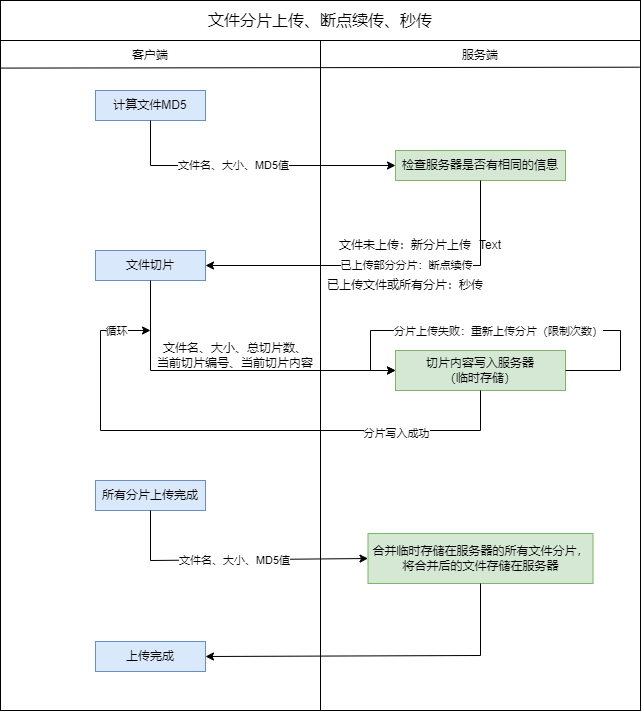 文件分片上传、断点续传、秒传
客户端
服务端
计算文件MD5
文件名、大小、MD5值
检查服务器是否有相同的信息
文件未上传：新分片上传
Text
已上传部分分片：断点续传
已上传文件或所有分片：秒传
文件切片
循环
文件名、大小、总切片数、
当前切片编号、当前切片内容
分片上传失败：重新上传分片（限制次数）
切片内容写入服务器
（临时存储）
分片写入成功
所有分片上传完成
文件名、大小、MD5值
合并临时存储在服务器的所有文件分片，
将合并后的文件存储在服务器
上传完成